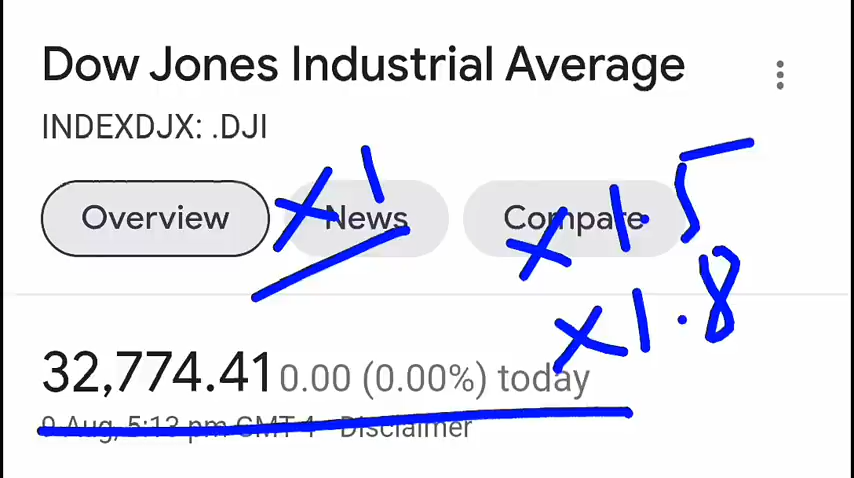 Dow Jones Industrial Average
INDEXDJX: .DJI
x1
Overview News Compare
x1.5
x1.8
32,774.41 0.00 (0.00%) today
9 Aug, 5:13 pm GMT-4 · Disclaimer